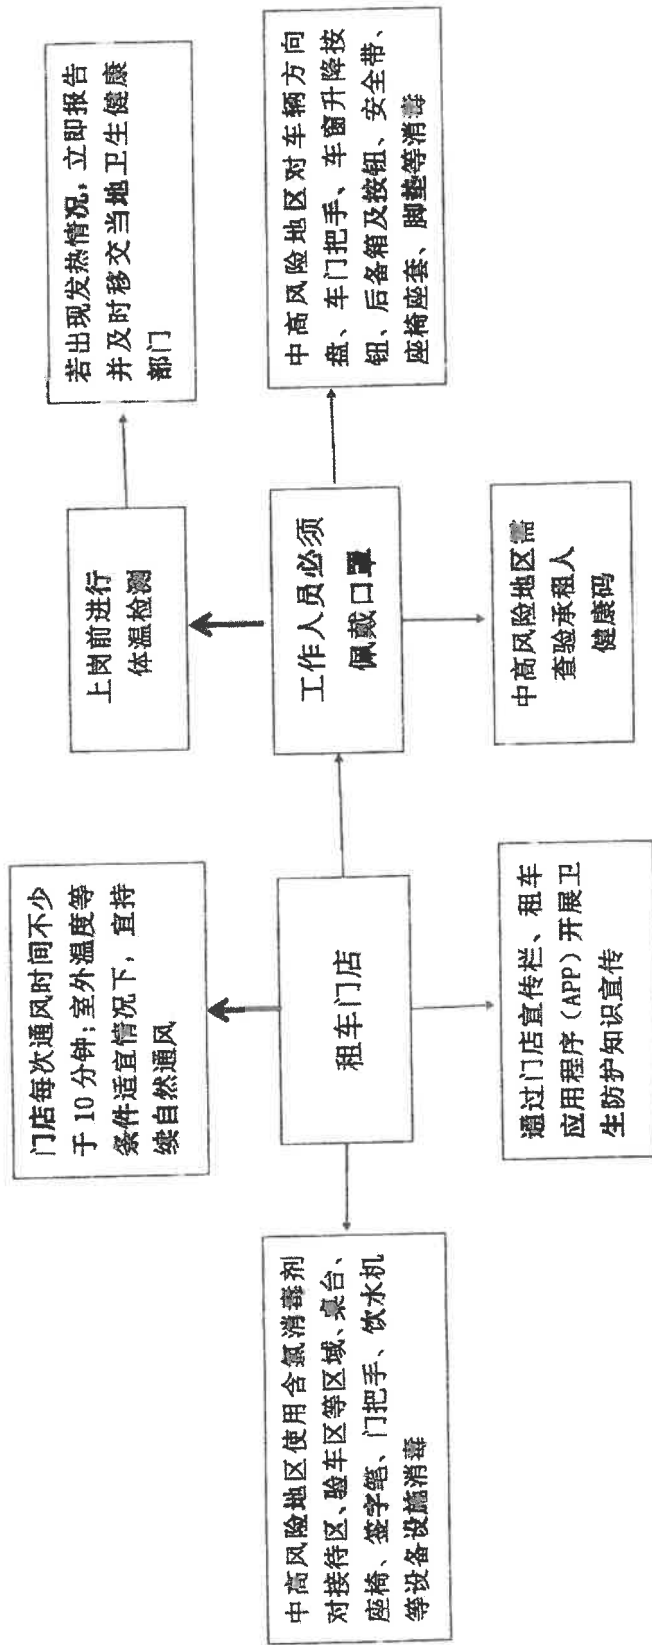 门店每次通风时间不少
于10分钟；室外温度等
条件适宜情况下，宜持
续自然通风
上岗前进行
体温检测
若出现发热情况，立即报告
并及时移交当地卫生健康
部门
中高风险地区使用含氯消毒剂
对接待区、验车区等区域、桌台、
座椅、签字笔、门把手、饮水机
等设备设施消毒
租车门店
工作人员必须
佩戴口罩
中高风险地区对车辆方向
盘、车门把手、车窗升降按
钮、后备箱及按钮、安全带、
座椅座套、脚垫等消毒
通过门店宣传栏、租车
应用程序（APP）开展卫
生防护知识宣传
中高风险地区需
查验承租人
健康码